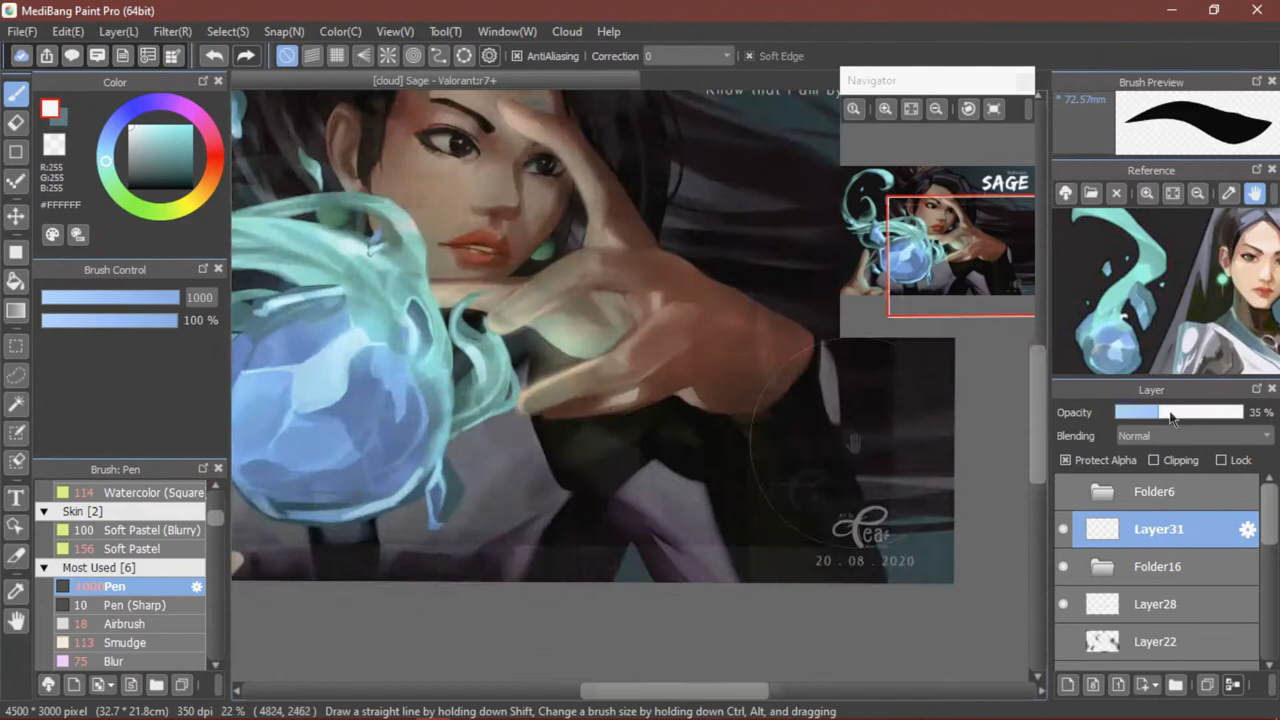 MediBang Paint Pro (64bit)
File(F) Edit(E) Layer(L) Filter(R) Select(S) Snap(N) Color(C) View(V) Tool(T) Window(W) Cloud Help
AntiAliasing Correction 0 Soft Edge
Color
R:255
G:255
B:255
#FFFFFF
Brush Control
1000
100 %
Brush: Pen
114 Watercolor (Square
Skin [2]
100 Soft Pastel (Blurry)
156 Soft Pastel
Most Used [6]
1000 Pen
10 Pen (Sharp)
18 Airbrush
113 Smudge
75 Blur
[cloud] Sage - Valorant:r7+
Know that I am by
20 . 08 . 2020
Navigator
SAGE
Brush Preview
* 72.57mm
Reference
Layer
Opacity 35 %
Blending Normal
Protect Alpha Clipping Lock
Folder6
Layer31
Folder16
Layer28
Layer22
4500 * 3000 pixel (32.7 * 21.8cm) 350 dpi 22 % ( 4824, 2462 ) Draw a straight line by holding down Shift, Change a brush size by holding down Ctrl, Alt, and dragging